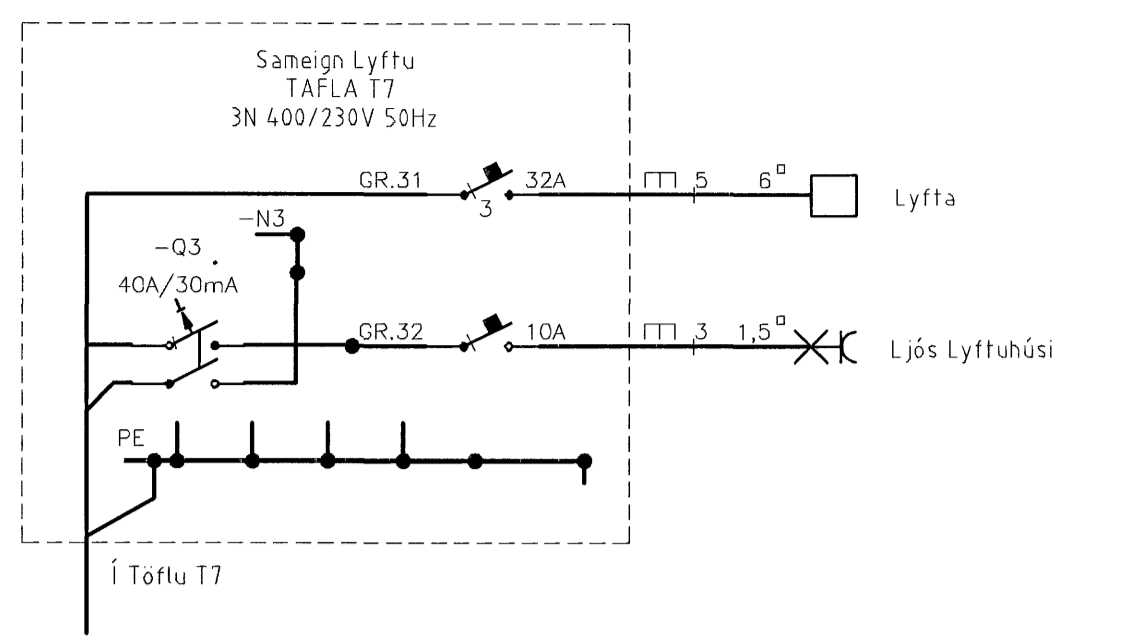 Sameign Lyftu
TAFLA T7
3N 400/230V 50Hz
GR.31 3 32A 5 6▫ Lyfta
-N3
-Q3
40A/30mA
GR.32 10A 3 1,5▫ Ljós Lyftuhúsi
PE
Í Töflu T7